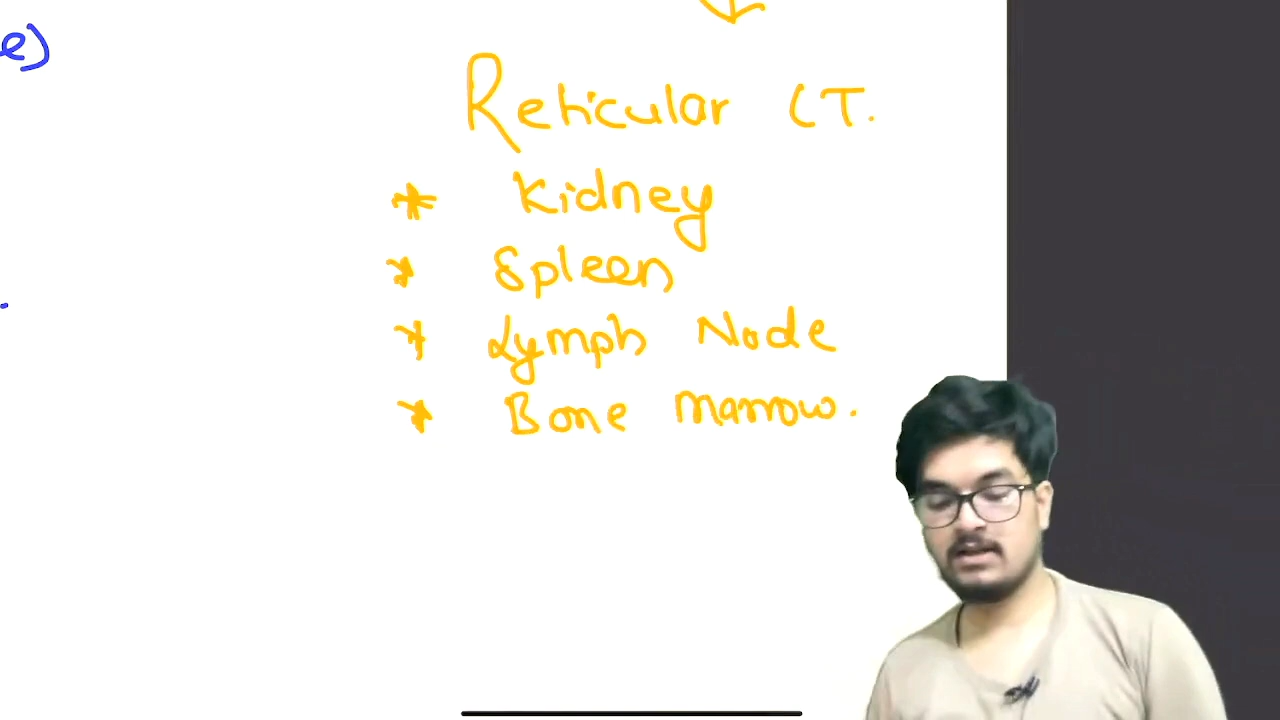 e)
Reticular CT.
* Kidney
* Spleen
* Lymph Node
* Bone Marrow.